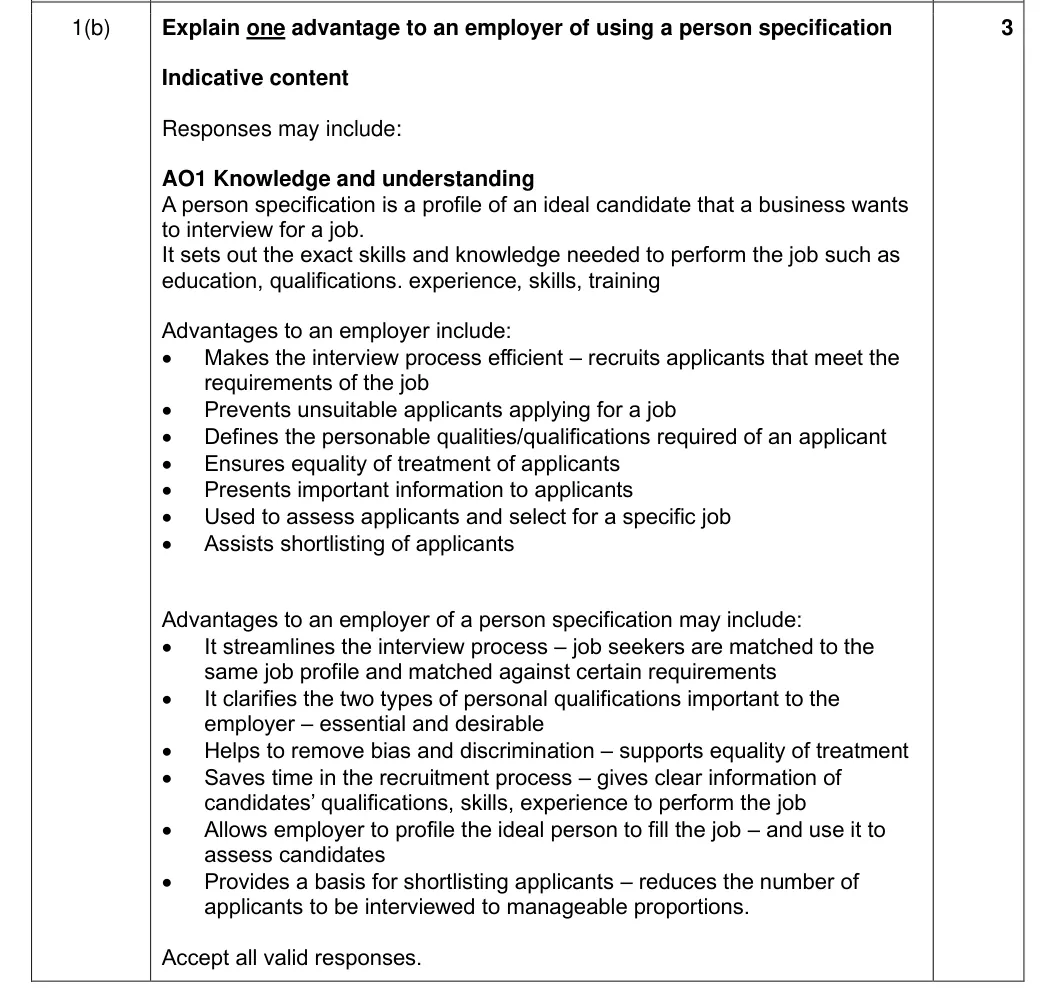 1(b) Explain one advantage to an employer of using a person specification 3
Indicative content
Responses may include:
AO1 Knowledge and understanding
A person specification is a profile of an ideal candidate that a business wants
to interview for a job.
It sets out the exact skills and knowledge needed to perform the job such as
education, qualifications. experience, skills, training
Advantages to an employer include:
• Makes the interview process efficient – recruits applicants that meet the
requirements of the job
• Prevents unsuitable applicants applying for a job
• Defines the personable qualities/qualifications required of an applicant
• Ensures equality of treatment of applicants
• Presents important information to applicants
• Used to assess applicants and select for a specific job
• Assists shortlisting of applicants
Advantages to an employer of a person specification may include:
• It streamlines the interview process – job seekers are matched to the
same job profile and matched against certain requirements
• It clarifies the two types of personal qualifications important to the
employer – essential and desirable
• Helps to remove bias and discrimination – supports equality of treatment
• Saves time in the recruitment process – gives clear information of
candidates’ qualifications, skills, experience to perform the job
• Allows employer to profile the ideal person to fill the job – and use it to
assess candidates
• Provides a basis for shortlisting applicants – reduces the number of
applicants to be interviewed to manageable proportions.
Accept all valid responses.